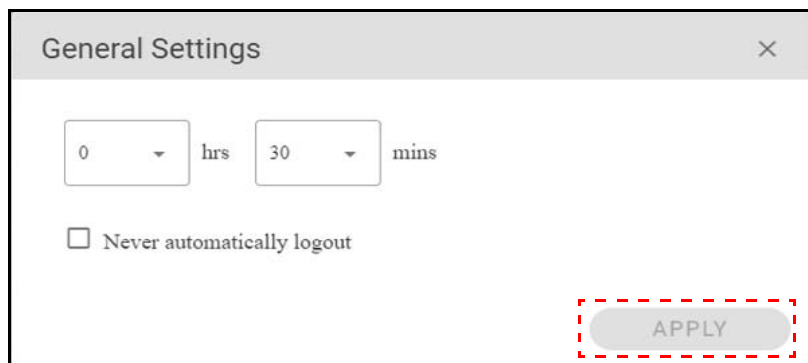 General Settings
0 hrs 30 mins
Never automatically logout
APPLY